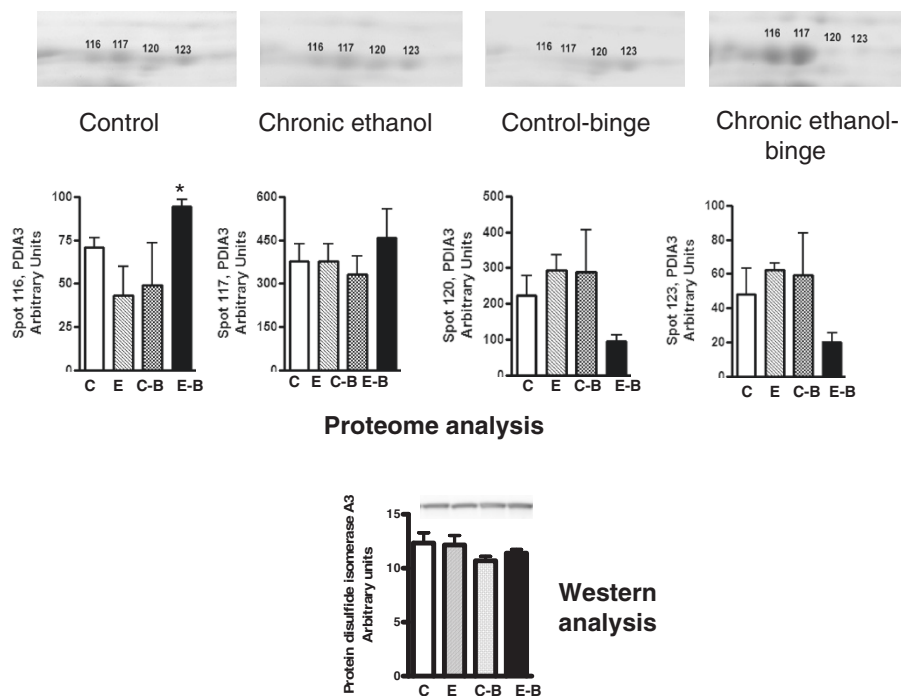 116 117 120 123
116 117 120 123
116 117 120 123
116 117 120 123
Control
Chronic ethanol
Control-binge
Chronic ethanol-
binge
Spot 116, PDIA3
Arbitrary Units
100
75
50
25
0
*
C E C-B E-B
Spot 117, PDIA3
Arbitrary Units
600
450
300
150
0
C E C-B E-B
Spot 120, PDIA3
Arbitrary Units
500
400
300
200
100
0
C E C-B E-B
Spot 123, PDIA3
Arbitrary Units
100
80
60
40
20
0
C E C-B E-B
Proteome analysis
Protein disulfide isomerase A3
Arbitrary units
15
10
5
0
C E C-B E-B
Western
analysis